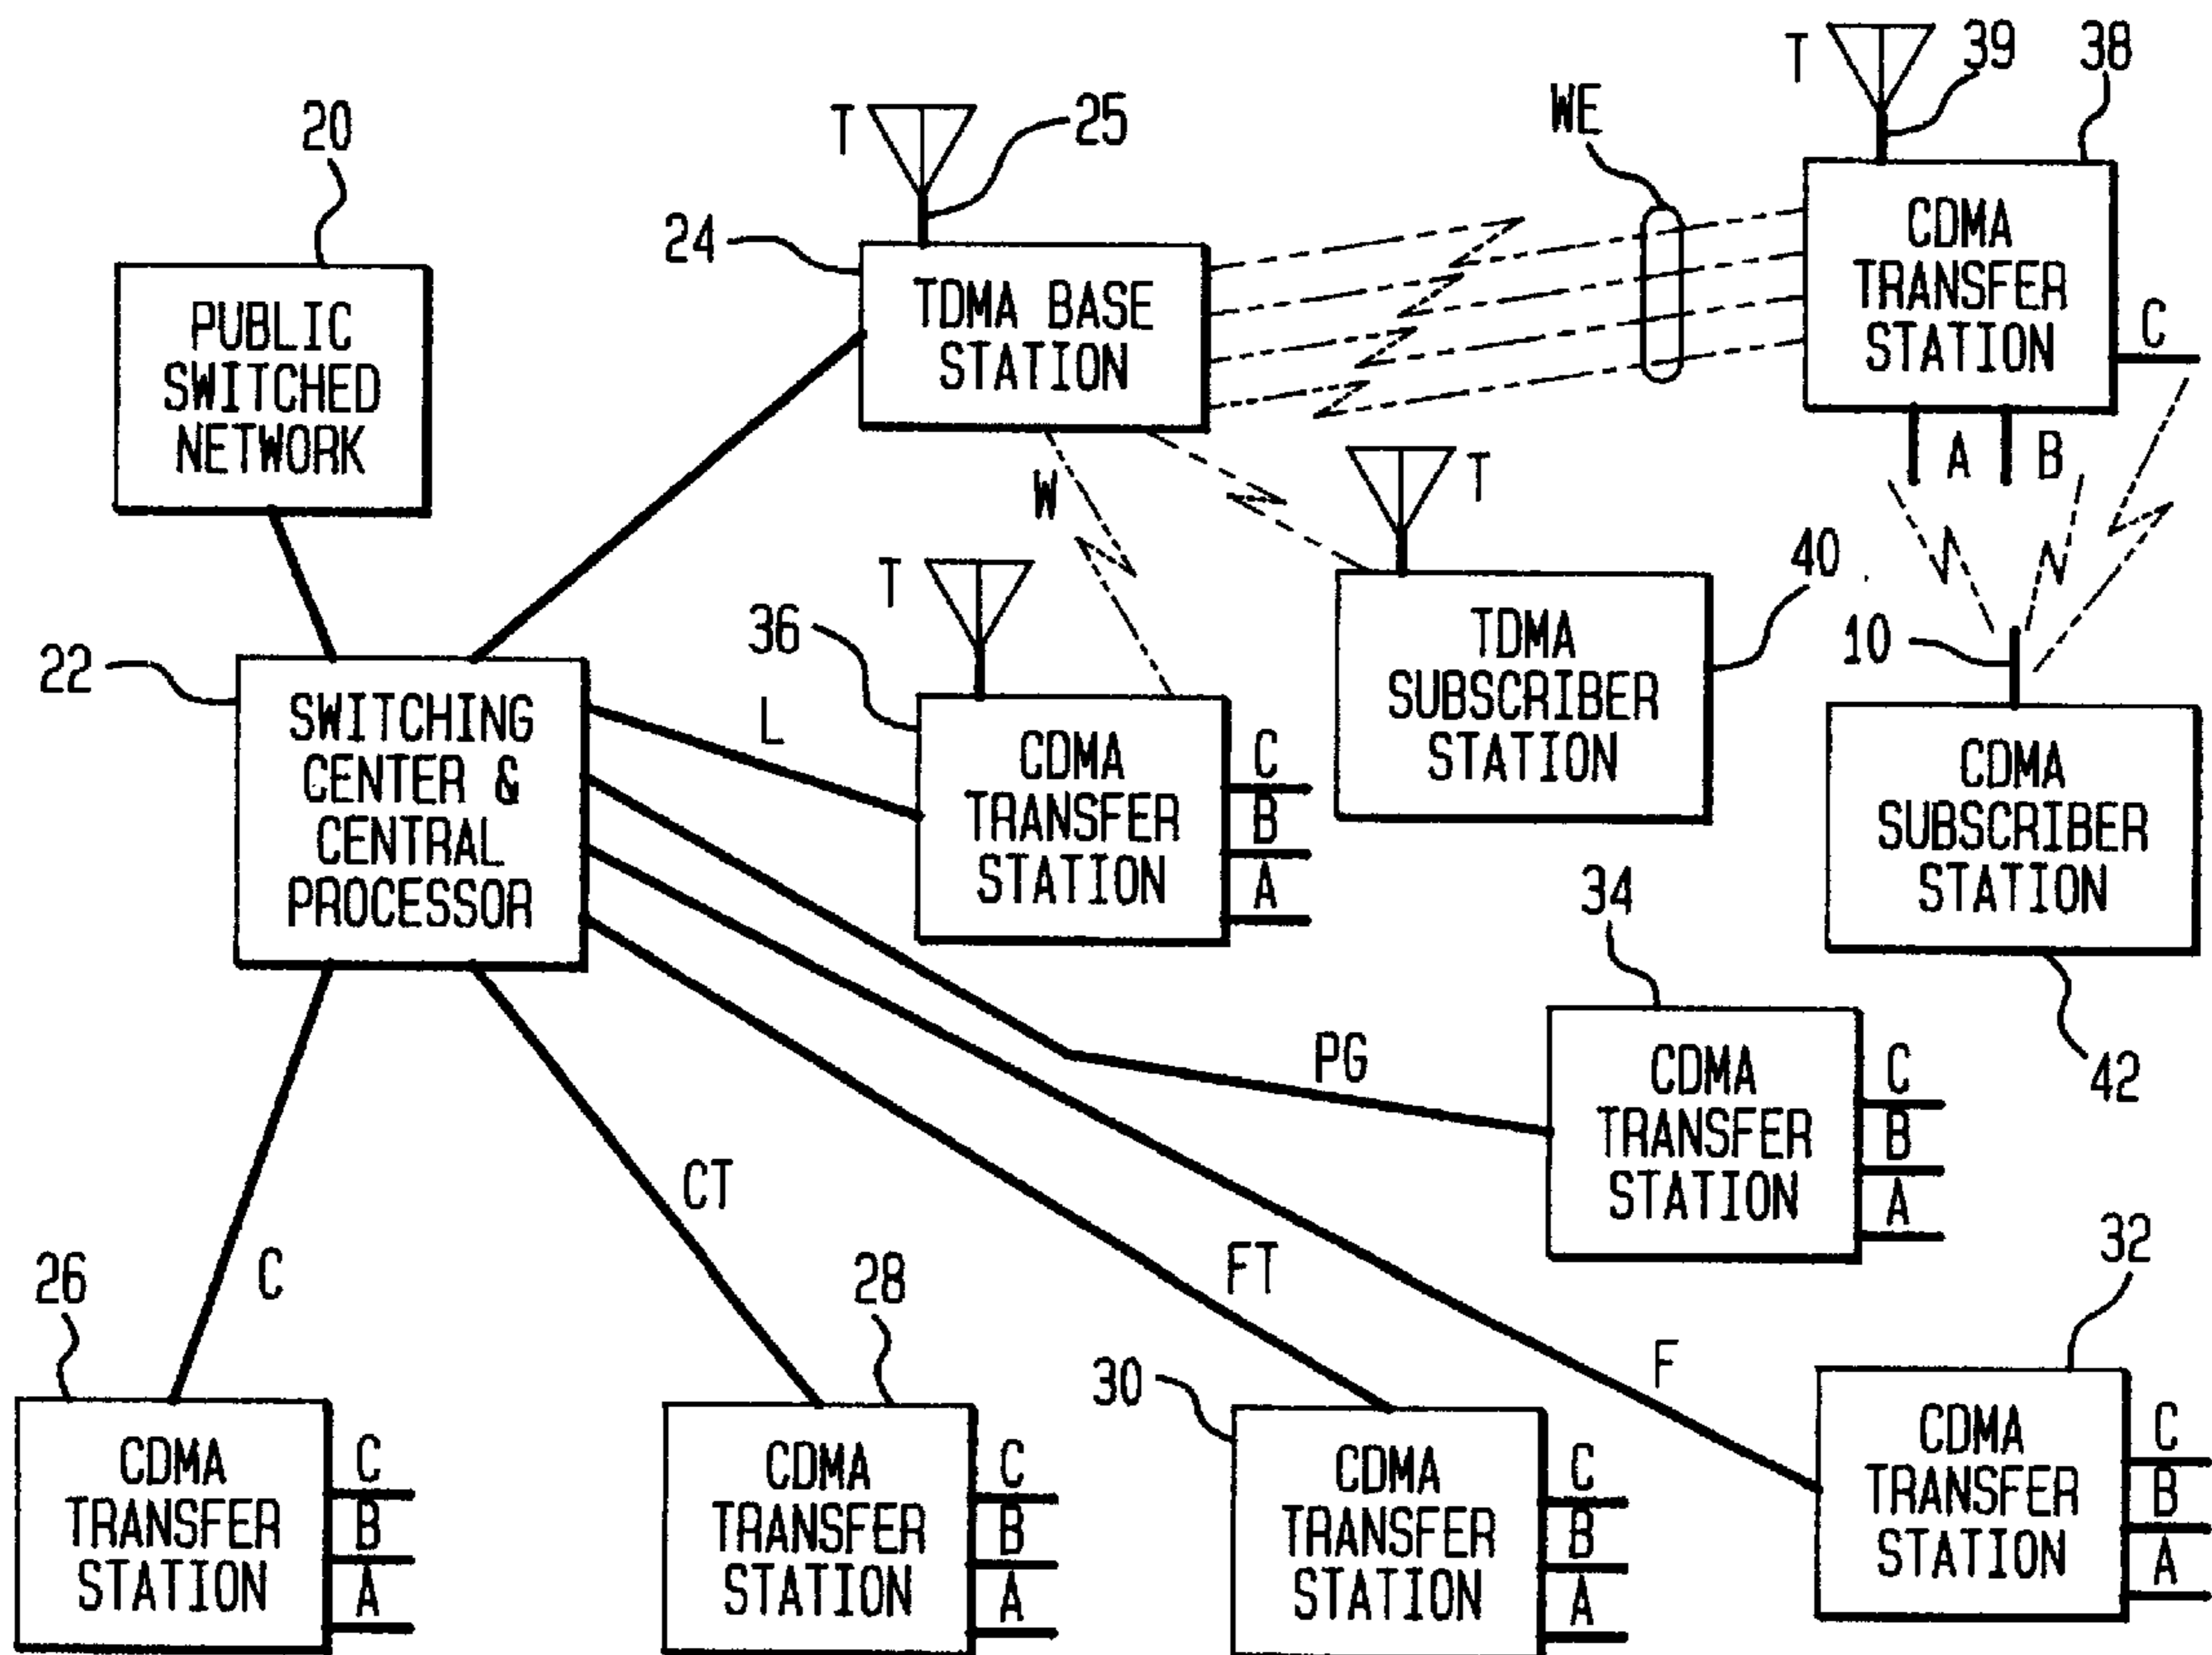 T
39
38
20
T
25
WE
24
CDMA
TRANSFER
STATION
PUBLIC
SWITCHED
NETWORK
TDMA BASE
STATION
C
A
B
W
T
T
40
36
10
22
TDMA
SUBSCRIBER
STATION
SWITCHING
CENTER &
CENTRAL
PROCESSOR
L
CDMA
TRANSFER
STATION
C
B
A
CDMA
SUBSCRIBER
STATION
34
42
PG
CDMA
TRANSFER
STATION
C
B
A
CT
FT
C
32
26
28
30
F
CDMA
TRANSFER
STATION
C
B
A
CDMA
TRANSFER
STATION
C
B
A
CDMA
TRANSFER
STATION
C
B
A
CDMA
TRANSFER
STATION
C
B
A